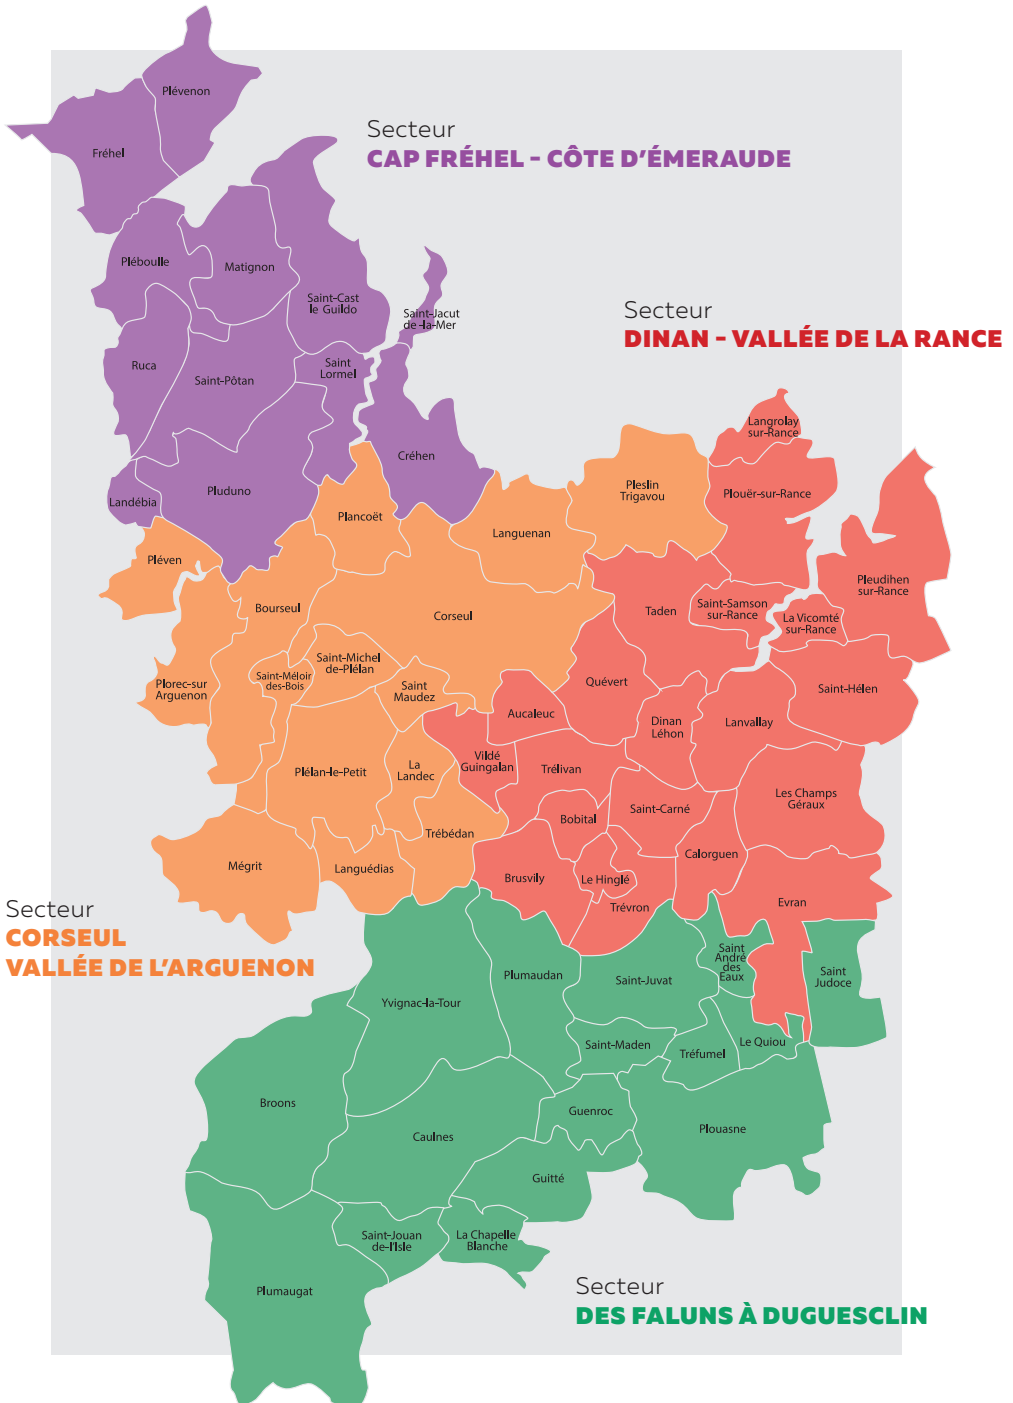 Plévenon
Fréhel
Secteur
CAP FRÉHEL - CÔTE D'ÉMERAUDE
Pléboulle
Matignon
Saint-Cast
le Guildo
Saint-Jacut
de-la-Mer
Secteur
DINAN - VALLÉE DE LA RANCE
Ruca
Saint-Pôtan
Saint
Lormel
Langrolay
sur-Rance
Créhen
Landébia
Pluduno
Plancoët
Languenan
Pleslin
Trigavou
Plouër-sur-Rance
Pléven
Bourseul
Corseul
Taden
Saint-Samson
sur-Rance
La Vicomté
sur-Rance
Pleudihen
sur-Rance
Plorec-sur
Arguenon
Saint-Méloir
des-Bois
Saint-Michel
de-Plélan
Saint
Maudez
Quévert
Saint-Hélen
Aucaleuc
Dinan
Léhon
Lanvallay
Plélan-le-Petit
La
Landec
Vildé
Guingalan
Trélivan
Les Champs
Géraux
Trébédan
Bobital
Saint-Carné
Calorguen
Mégrit
Languédias
Brusvily
Le Hinglé
Trévron
Evran
Secteur
CORSEUL
VALLÉE DE L'ARGUENON
Yvignac-la-Tour
Plumaudan
Saint-Juvat
Saint
André
des
Eaux
Saint
Judoce
Saint-Maden
Tréfumel
Le Quiou
Broons
Caulnes
Guenroc
Plouasne
Guitté
Saint-Jouan
de-l'Isle
La Chapelle
Blanche
Plumaugat
Secteur
DES FALUNS À DUGUESCLIN